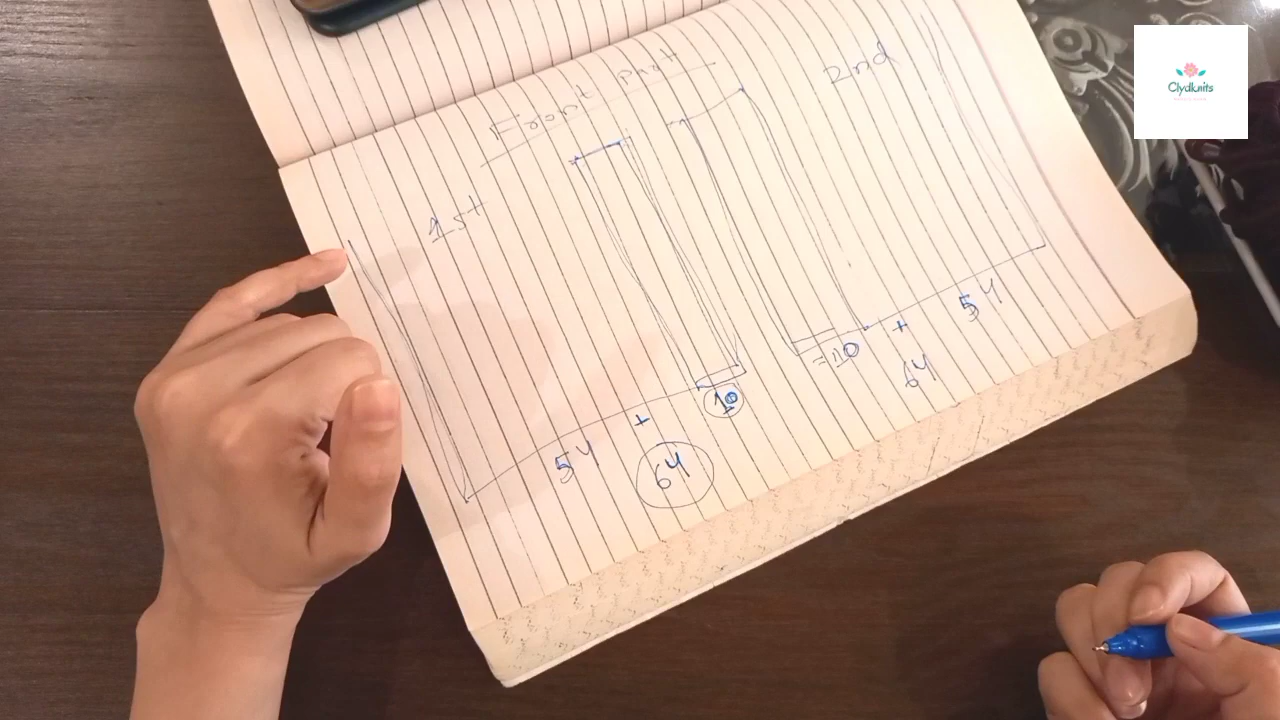 Front Part
1st
2nd
54 + 10
64
=10 + 54
64
Clydknits